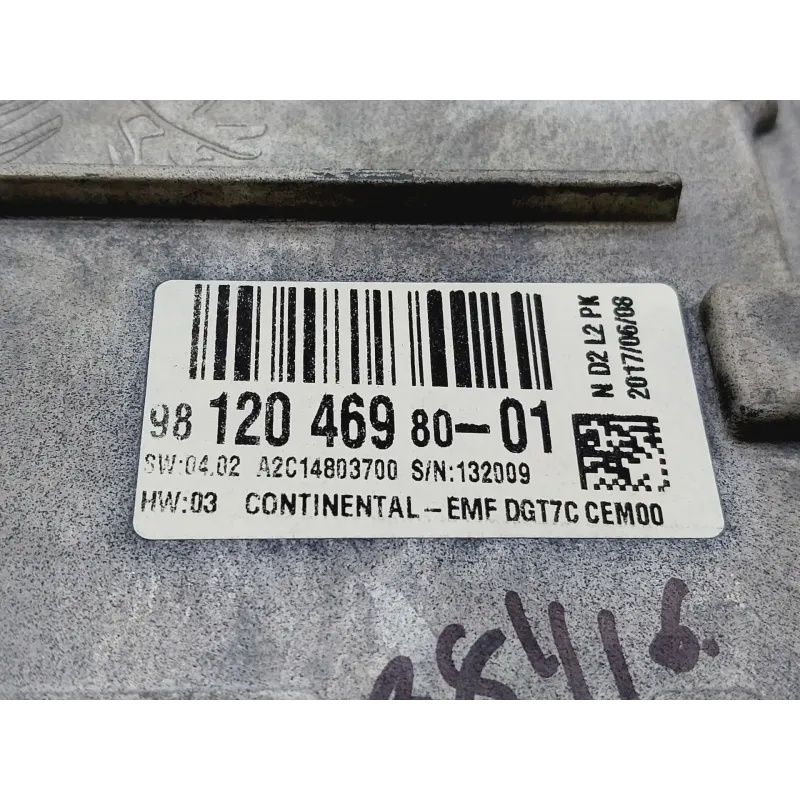 98 120 469 80-01
SW:04.02 A2C14803700 S/N:132009
HW:03 CONTINENTAL-EMF DGT7C CEM00
N D2 L2 PK
2017/06/08